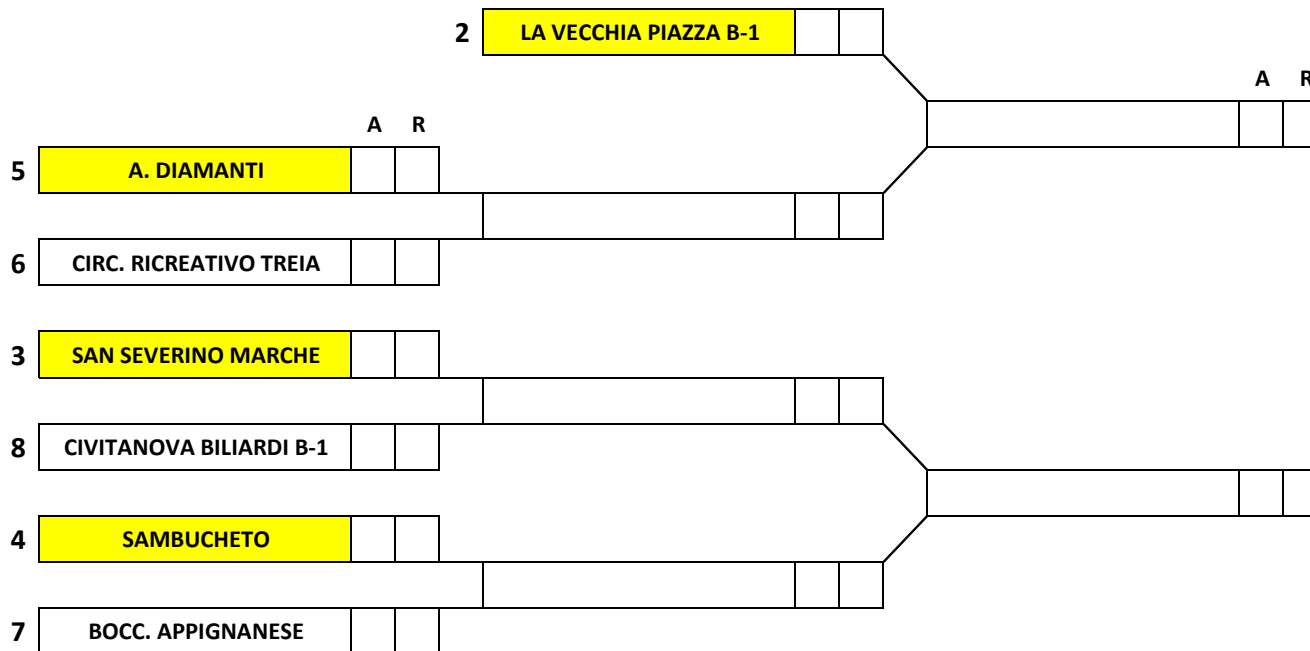 2 LA VECCHIA PIAZZA B-1
A R
A R
5 A. DIAMANTI
6 CIRC. RICREATIVO TREIA
3 SAN SEVERINO MARCHE
8 CIVITANOVA BILIARDI B-1
4 SAMBUCHETO
7 BOCC. APPIGNANESE